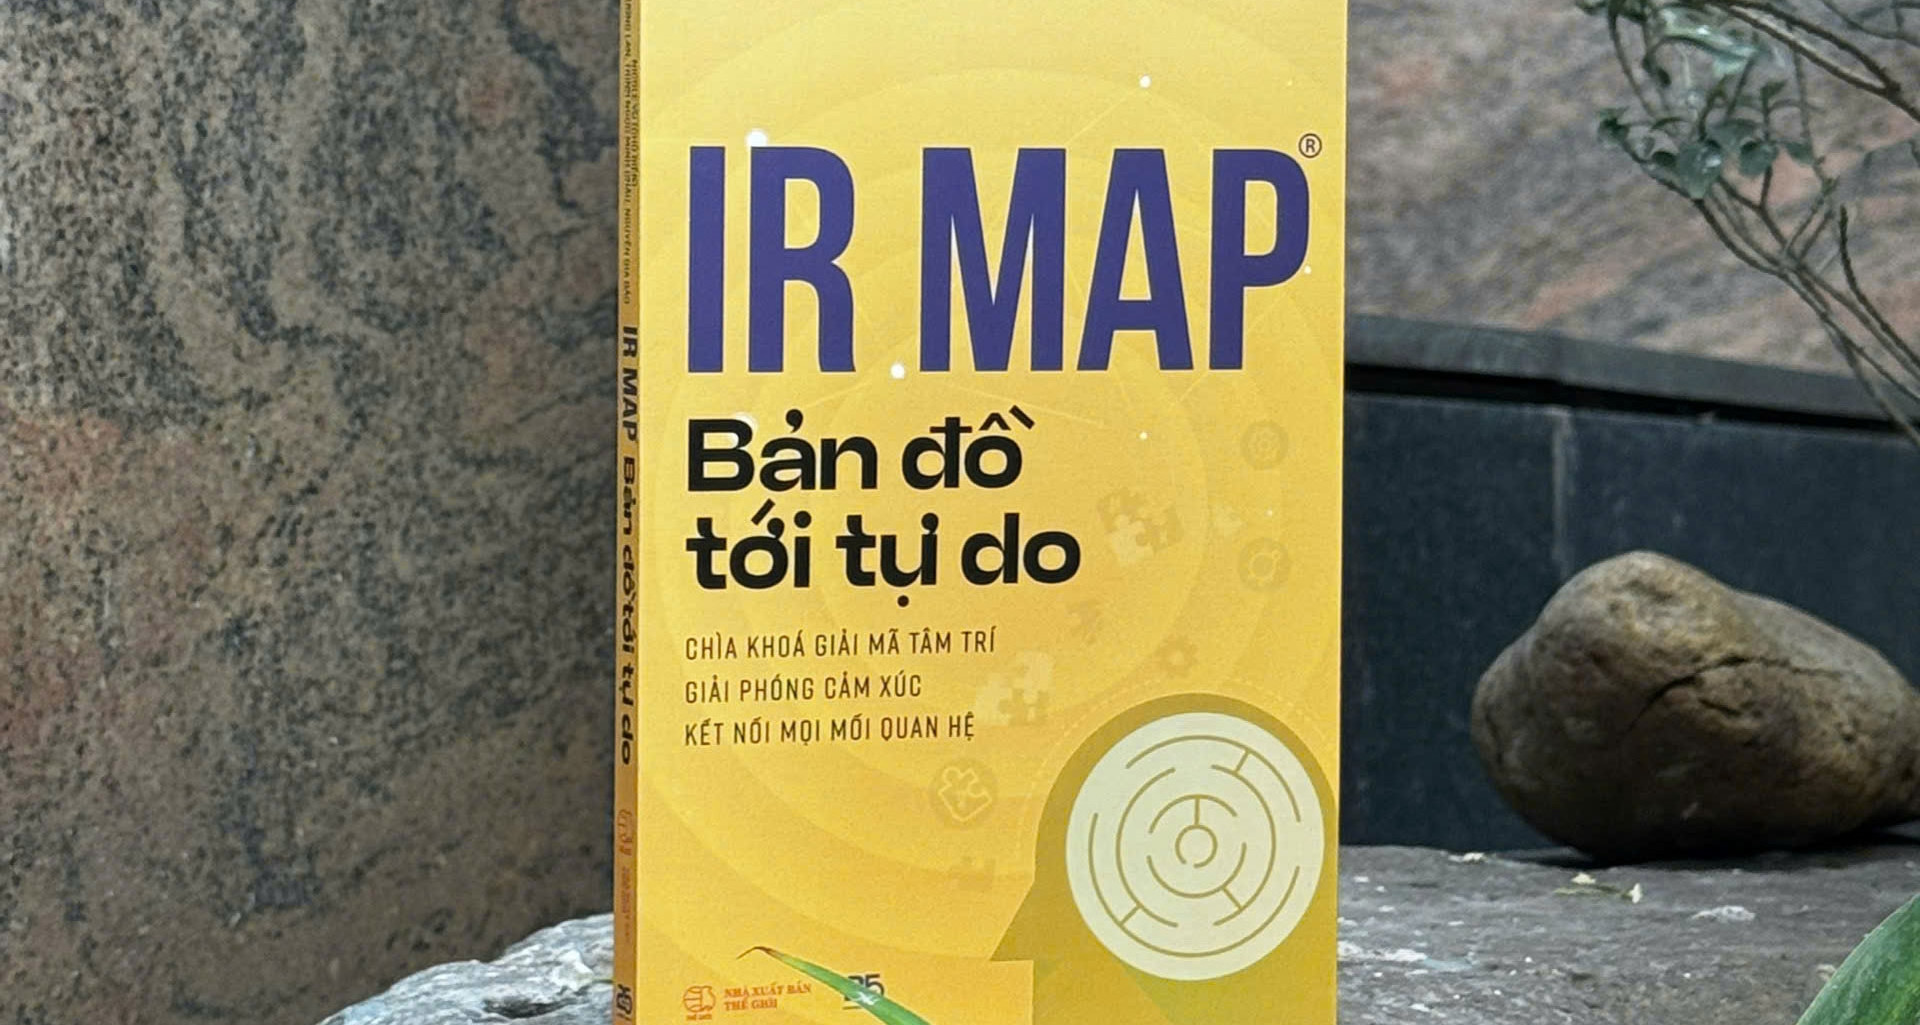 IR MAP®
Bản đồ
tới tự do
CHÌA KHOÁ GIẢI MÃ TÂM TRÍ
GIẢI PHÓNG CẢM XÚC
KẾT NỐI MỌI MỐI QUAN HỆ
NHÀ XUẤT BẢN
THẾ GIỚI
IR MAP Bản đồ tới tự do